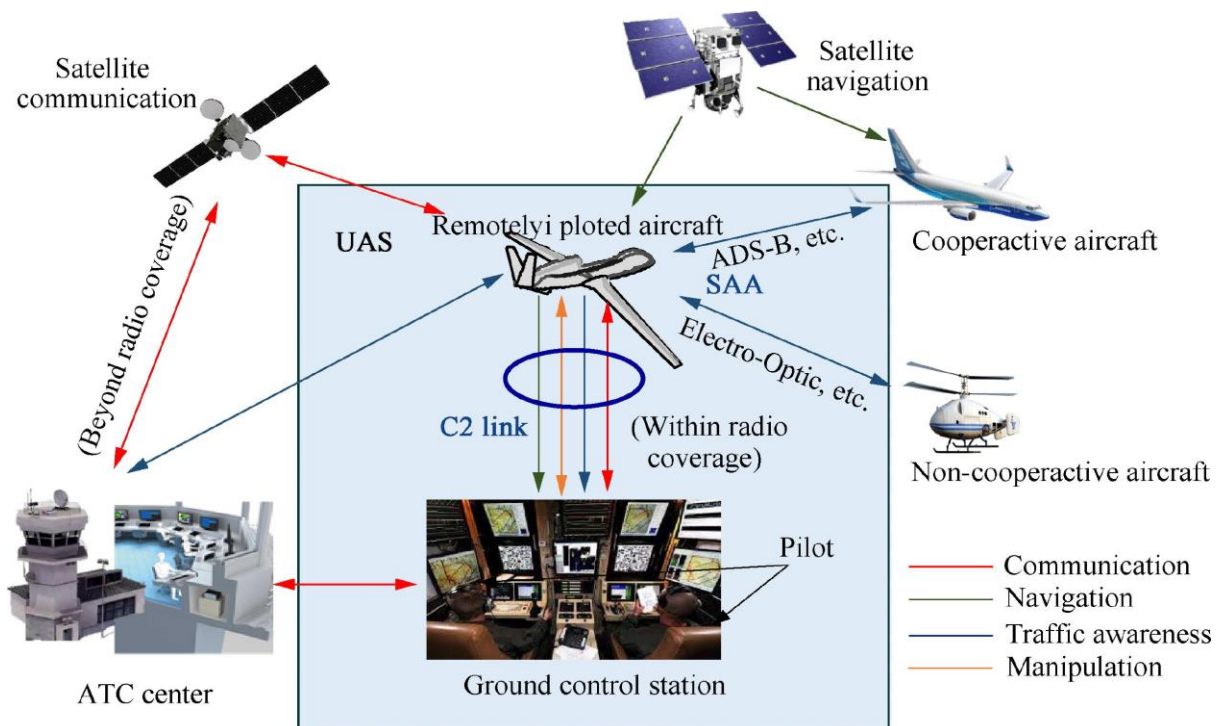 Satellite
communication
Satellite
navigation
(Beyond radio coverage)
UAS
Remotelyi ploted aircraft
ADS-B, etc.
SAA
Cooperactive aircraft
Electro-Optic, etc.
C2 link
(Within radio
coverage)
Non-cooperactive aircraft
Pilot
ATC center
Ground control station
Communication
Navigation
Traffic awareness
Manipulation